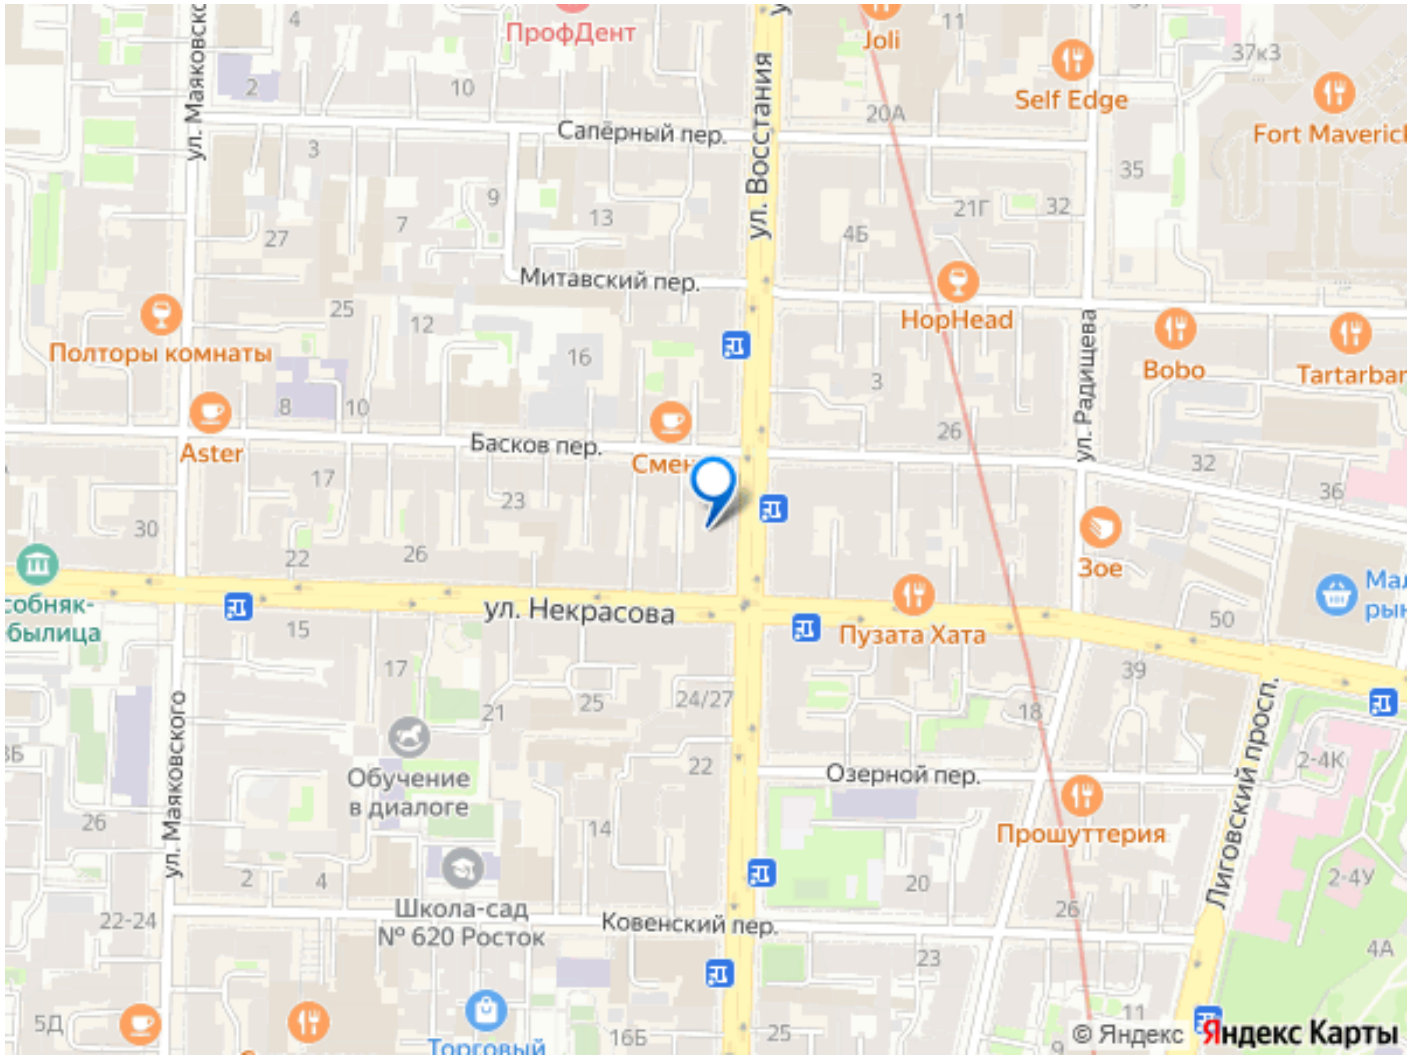 4
ПрофДент
Joli
11
37к3
ул. Маяковско
2
10
ул. Восстания
20А
Self Edge
Fort Maverick
Сапёрный пер.
3
35
9
7
13
27
4Б
21Г
32
Митавский пер.
25
12
HopHead
ул. Радищева
Полторы комнаты
16
3
Bobo
Tartarbar
8
10
26
Aster
Басков пер.
Смен
32
17
23
36
30
22
26
Зое
собняк-
былица
ул. Некрасова
Пузата Хата
50
Мал
рын
15
17
21
25
24/27
39
18
ул. Маяковского
22
Обучение
в диалоге
Озерной пер.
Лиговский просп.
2-4К
3Б
26
14
Прошуттерия
2
4
20
2-4У
22-24
Школа-сад
№ 620 Росток
Ковенский пер.
26
23
4А
5Д
16Б
25
11
9
Торговый
© Яндекс Яндекс Карты